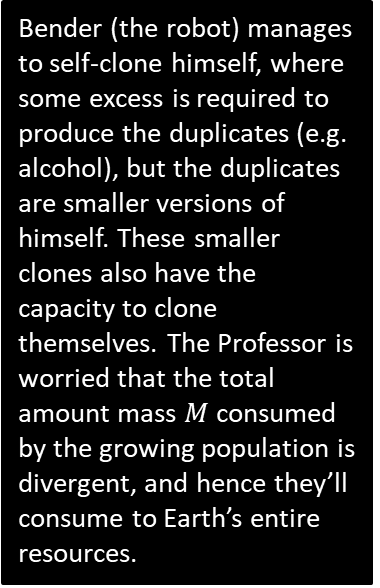 Bender (the robot) manages
to self-clone himself, where
some excess is required to
produce the duplicates (e.g.
alcohol), but the duplicates
are smaller versions of
himself. These smaller
clones also have the
capacity to clone
themselves. The Professor is
worried that the total
amount mass M consumed
by the growing population is
divergent, and hence they’ll
consume to Earth’s entire
resources.